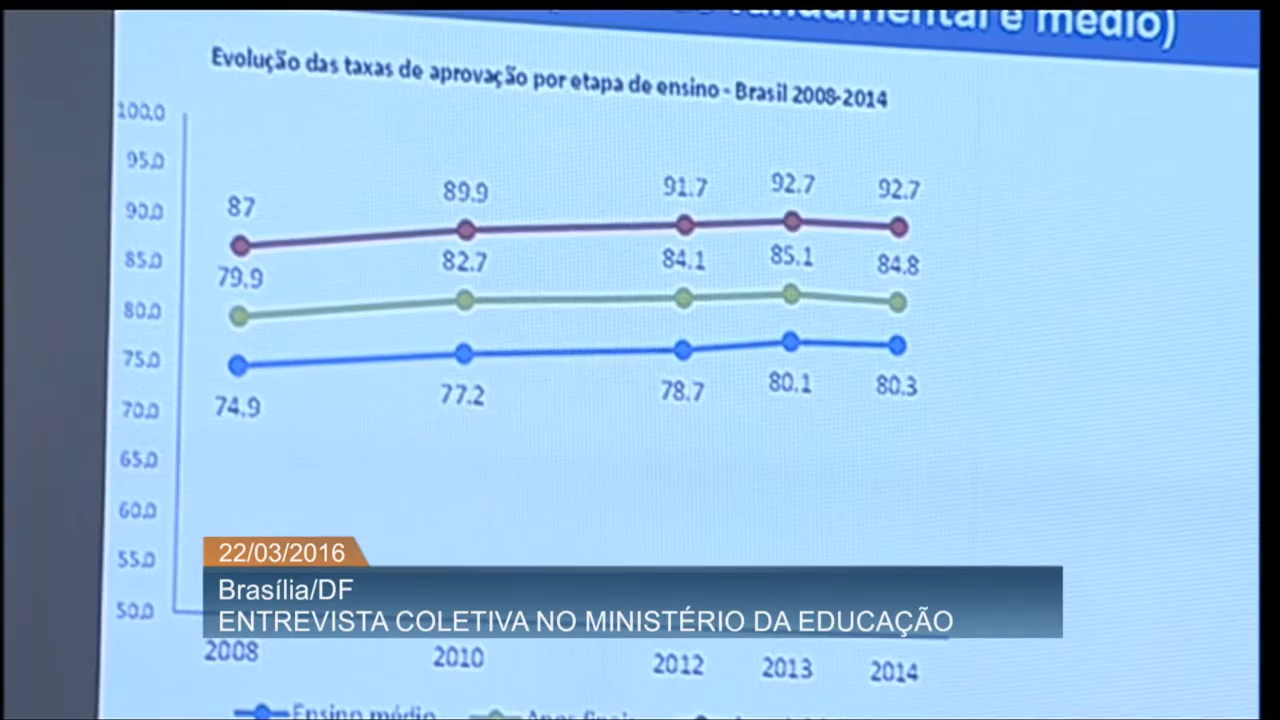 fundamental e médio)
Evolução das taxas de aprovação por etapa de ensino - Brasil 2008-2014
100.0
95.0
90.0
85.0
80.0
75.0
70.0
65.0
60.0
55.0
50.0
87 89.9 91.7 92.7 92.7
79.9 82.7 84.1 85.1 84.8
74.9 77.2 78.7 80.1 80.3
22/03/2016
Brasília/DF
ENTREVISTA COLETIVA NO MINISTÉRIO DA EDUCAÇÃO
2008 2010 2012 2013 2014
Ensino médio Anos finais